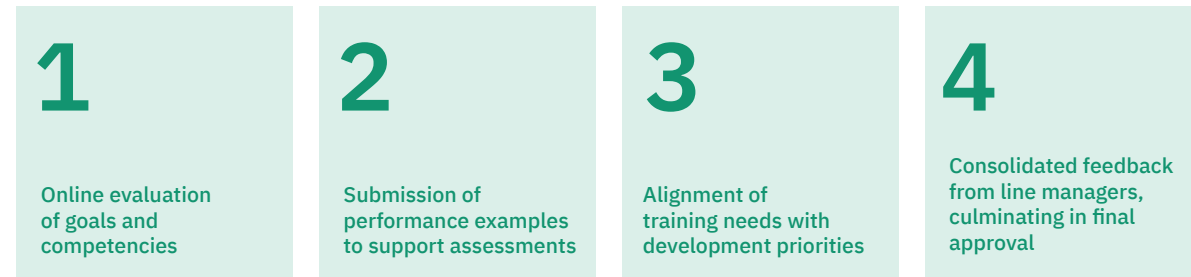 1
Online evaluation
of goals and
competencies
2
Submission of
performance examples
to support assessments
3
Alignment of
training needs with
development priorities
4
Consolidated feedback
from line managers,
culminating in final
approval